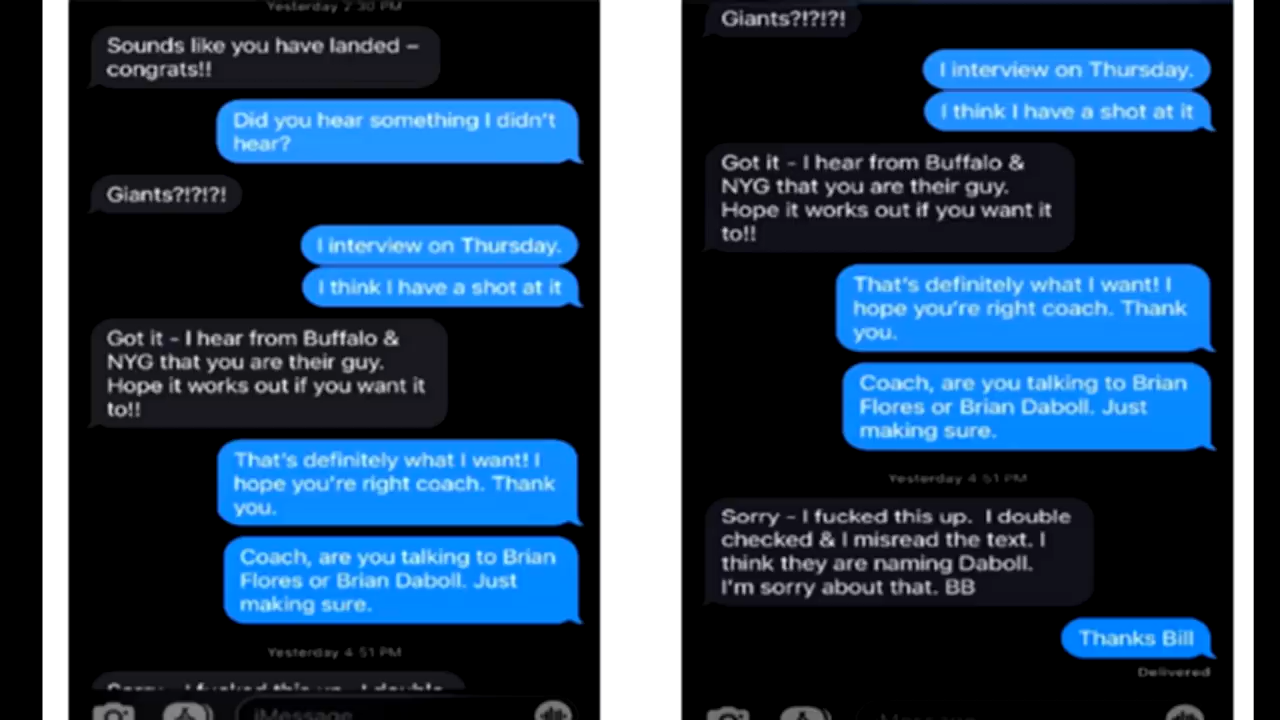 Yesterday 2:30 PM
Sounds like you have landed –
congrats!!
Did you hear something I didn't
hear?
Giants?!?!?!
I interview on Thursday.
I think I have a shot at it
Got it - I hear from Buffalo &
NYG that you are their guy.
Hope it works out if you want it
to!!
That's definitely what I want! I
hope you're right coach. Thank
you.
Coach, are you talking to Brian
Flores or Brian Daboll. Just
making sure.
Yesterday 4:51 PM
Sorry - I fucked this up. I double
iMessage
Giants?!?!?!
I interview on Thursday.
I think I have a shot at it
Got it - I hear from Buffalo &
NYG that you are their guy.
Hope it works out if you want it
to!!
That's definitely what I want! I
hope you're right coach. Thank
you.
Coach, are you talking to Brian
Flores or Brian Daboll. Just
making sure.
Yesterday 4:51 PM
Sorry - I fucked this up. I double
checked & I misread the text. I
think they are naming Daboll.
I'm sorry about that. BB
Thanks Bill
Delivered